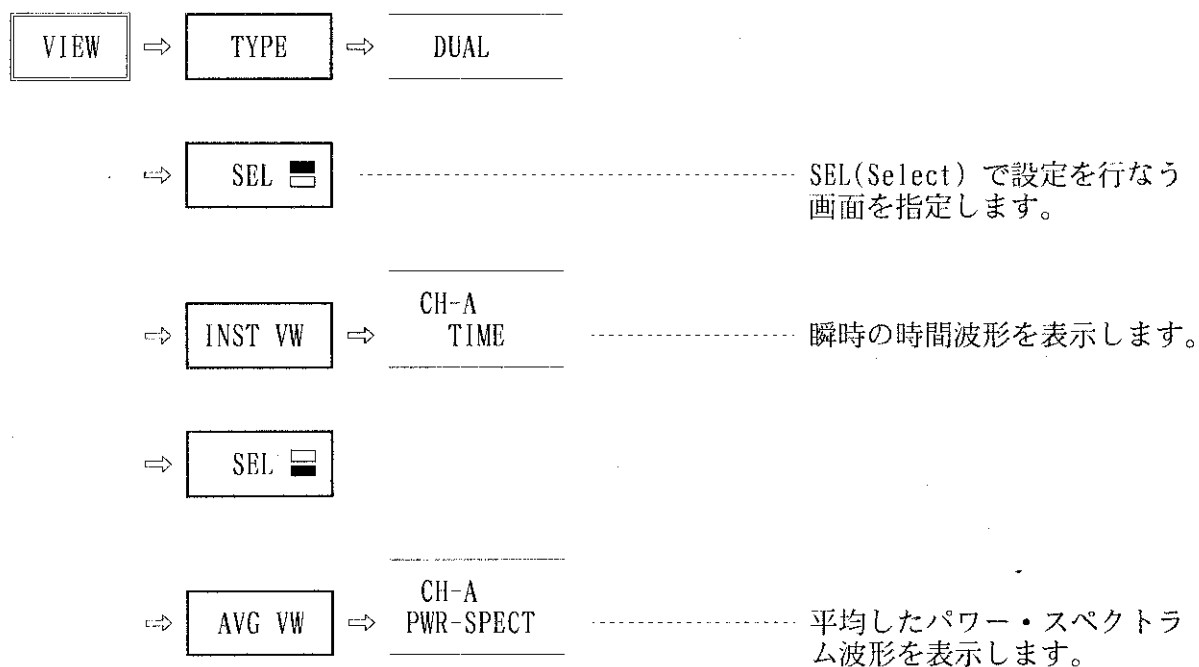 VIEW ⇨ TYPE ⇨ DUAL
⇨ SEL SEL(Select) で設定を行なう
画面を指定します。
⇨ INST VW ⇨ CH-A
TIME 瞬時の時間波形を表示します。
⇨ SEL
⇨ AVG VW ⇨ CH-A
PWR-SPECT 平均したパワー・スペクトラ
ム波形を表示します。